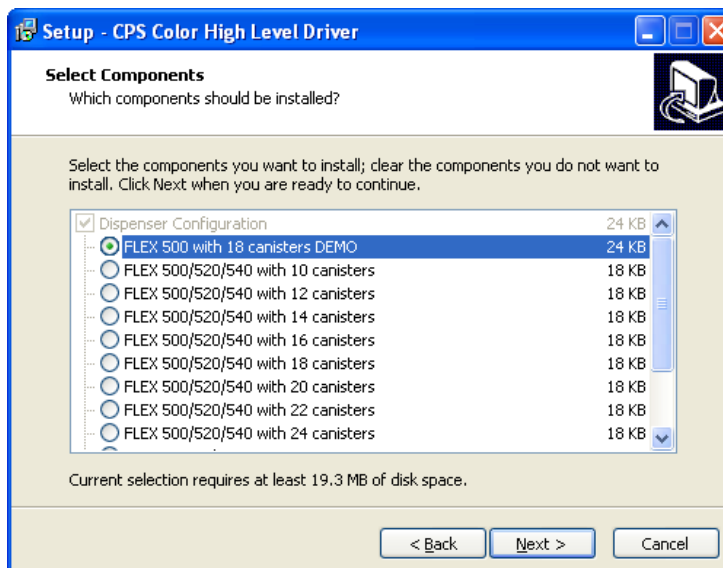 Setup - CPS Color High Level Driver
Select Components
Which components should be installed?
Select the components you want to install; clear the components you do not want to
install. Click Next when you are ready to continue.
Dispenser Configuration 24 KB
FLEX 500 with 18 canisters DEMO 24 KB
FLEX 500/520/540 with 10 canisters 18 KB
FLEX 500/520/540 with 12 canisters 18 KB
FLEX 500/520/540 with 14 canisters 18 KB
FLEX 500/520/540 with 16 canisters 18 KB
FLEX 500/520/540 with 18 canisters 18 KB
FLEX 500/520/540 with 20 canisters 18 KB
FLEX 500/520/540 with 22 canisters 18 KB
FLEX 500/520/540 with 24 canisters 18 KB
Current selection requires at least 19.3 MB of disk space.
< Back Next > Cancel